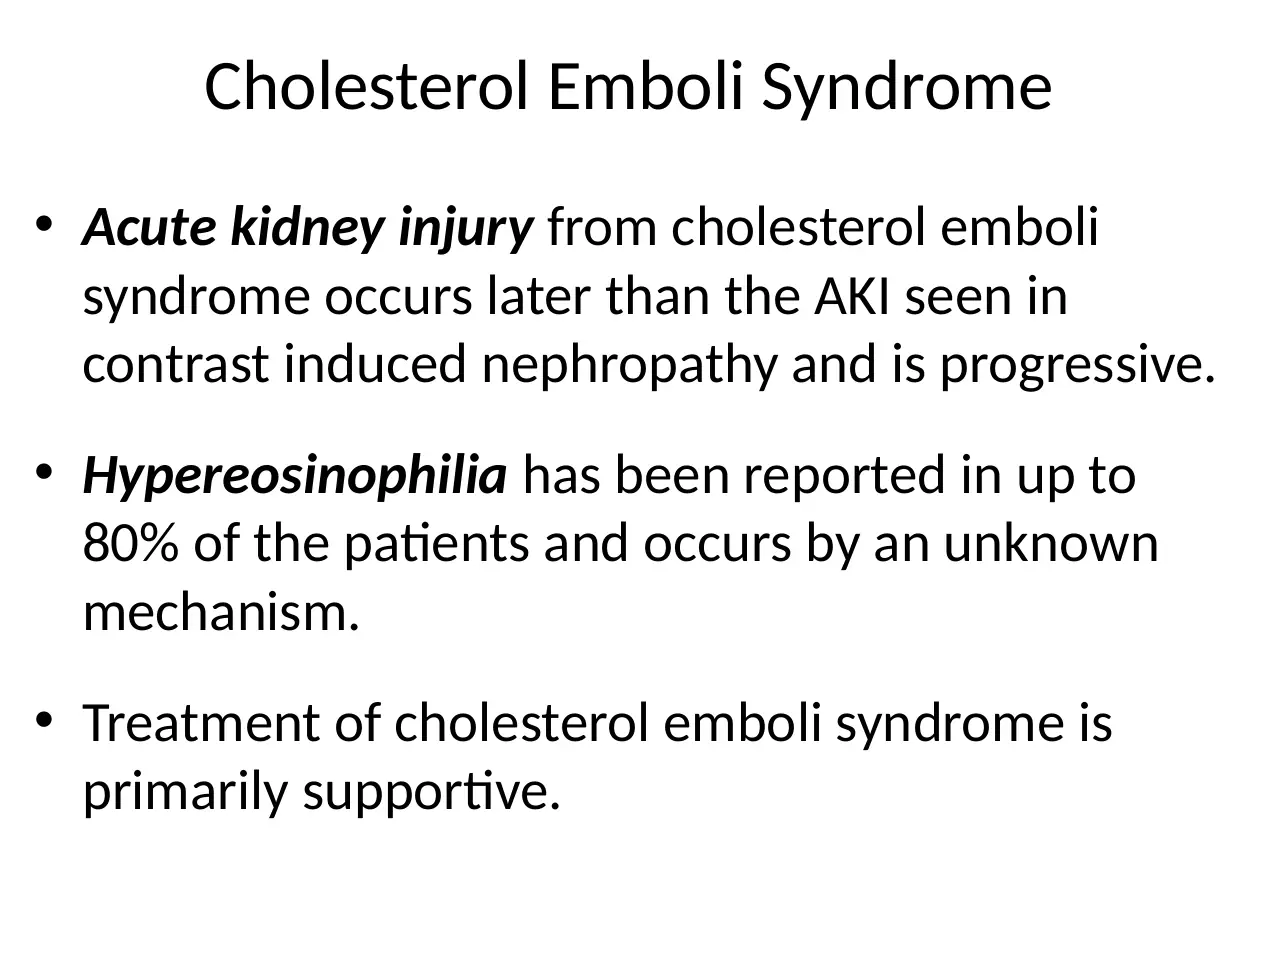 Cholesterol Emboli Syndrome
• Acute kidney injury from cholesterol emboli
syndrome occurs later than the AKI seen in
contrast induced nephropathy and is progressive.
• Hypereosinophilia has been reported in up to
80% of the patients and occurs by an unknown
mechanism.
• Treatment of cholesterol emboli syndrome is
primarily supportive.